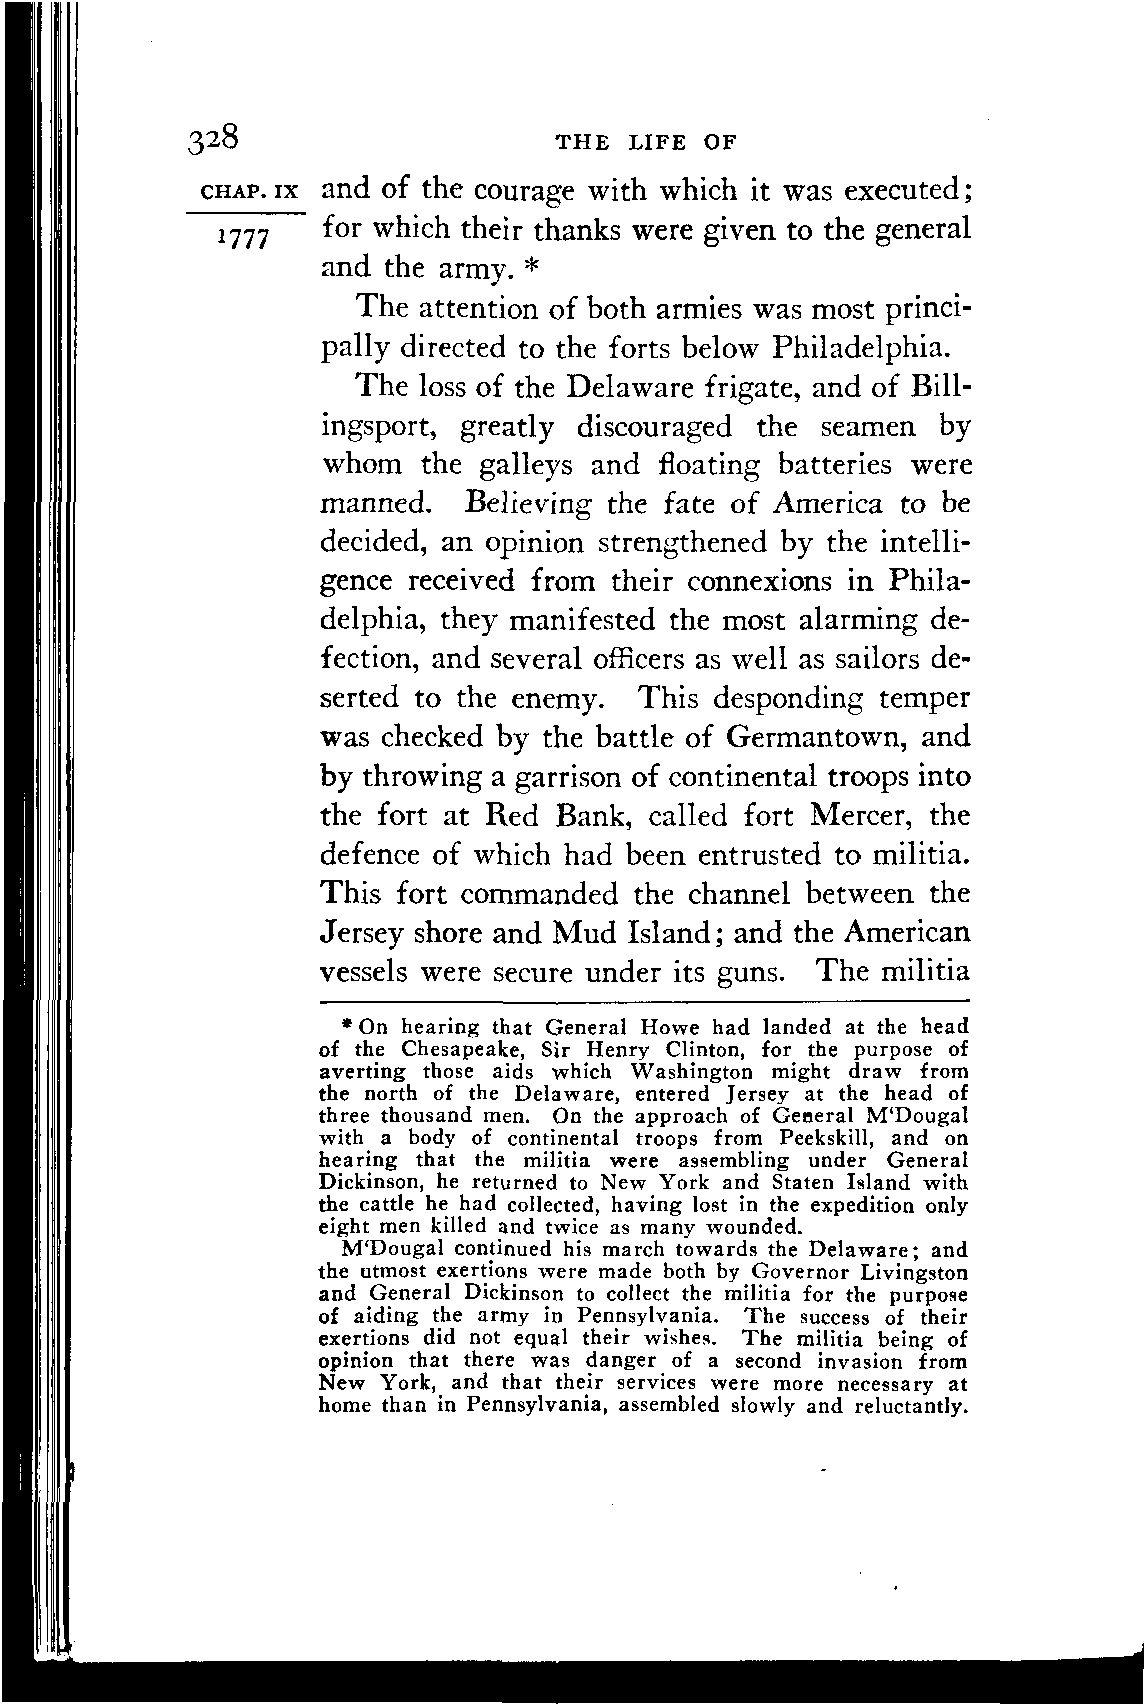 328
THE LIFE OF
CHAP. IX
1777
and of the courage with which it was executed;
for which their thanks were given to the general
and the army. *
The attention of both armies was most princi-
pally directed to the forts below Philadelphia.
The loss of the Delaware frigate, and of Bill-
ingsport, greatly discouraged the seamen by
whom the galleys and floating batteries were
manned. Believing the fate of America to be
decided, an opinion strengthened by the intelli-
gence received from their connexions in Phila-
delphia, they manifested the most alarming de-
fection, and several officers as well as sailors de-
serted to the enemy. This desponding temper
was checked by the battle of Germantown, and
by throwing a garrison of continental troops into
the fort at Red Bank, called fort Mercer, the
defence of which had been entrusted to militia.
This fort commanded the channel between the
Jersey shore and Mud Island; and the American
vessels were secure under its guns. The militia
* On hearing that General Howe had landed at the head
of the Chesapeake, Sir Henry Clinton, for the purpose of
averting those aids which Washington might draw from
the north of the Delaware, entered Jersey at the head of
three thousand men. On the approach of General M'Dougal
with a body of continental troops from Peekskill, and on
hearing that the militia were assembling under General
Dickinson, he returned to New York and Staten Island with
the cattle he had collected, having lost in the expedition only
eight men killed and twice as many wounded.
M'Dougal continued his march towards the Delaware; and
the utmost exertions were made both by Governor Livingston
and General Dickinson to collect the militia for the purpose
of aiding the army in Pennsylvania. The success of their
exertions did not equal their wishes. The militia being of
opinion that there was danger of a second invasion from
New York, and that their services were more necessary at
home than in Pennsylvania, assembled slowly and reluctantly.